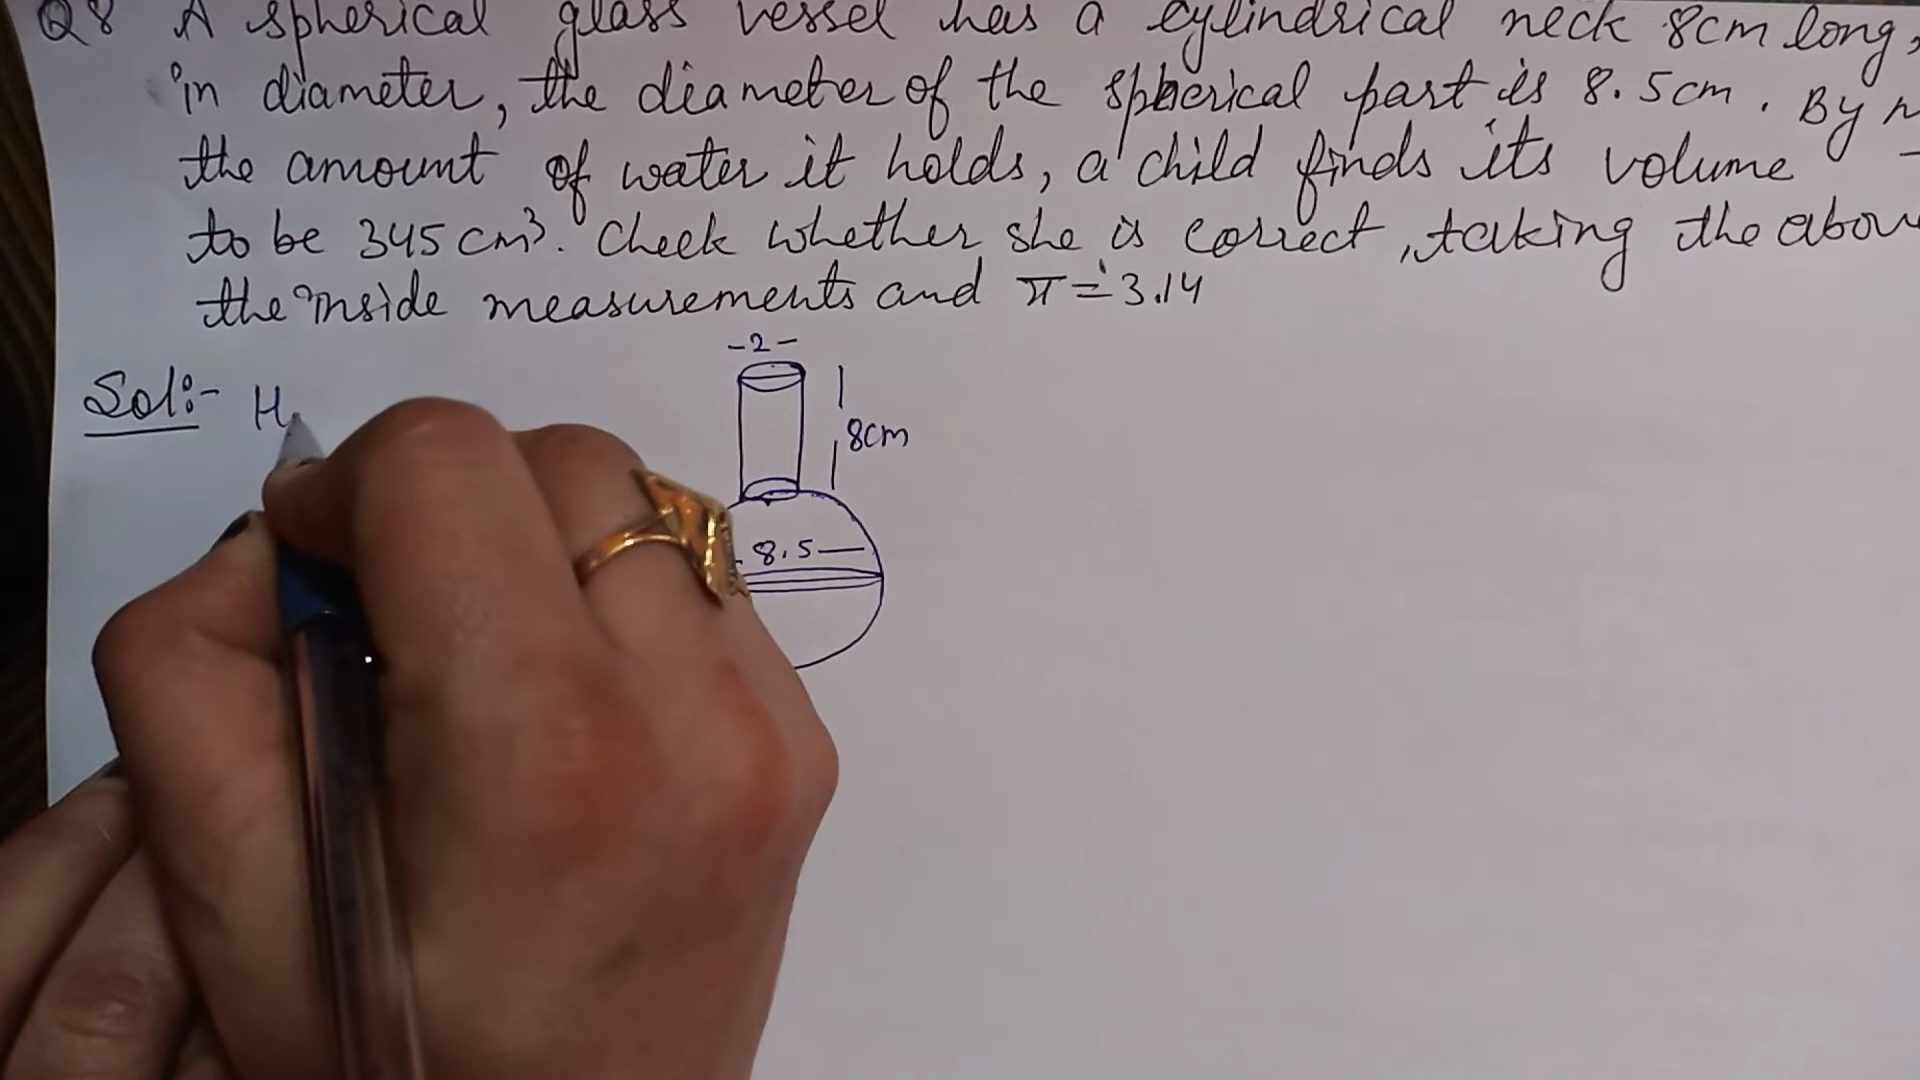 Q8 A spherical glass vessel has a cylindrical neck 8cm long,
in diameter, the diameter of the spherical part is 8.5cm. By
the amount of water it holds, a child finds its volume
to be 345 cm³. Check whether she is correct, taking the above
the inside measurements and π = 3.14
-2-
Sol:- H
8cm
8.5